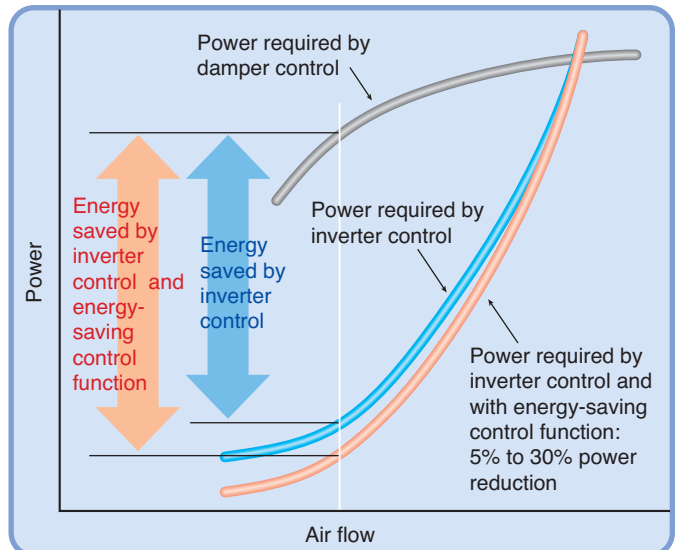 Power required by
damper control
Energy
saved by
inverter
control and
energy-
saving
control
function
Energy
saved by
inverter
control
Power required by
inverter control
Power required by
inverter control and
with energy-saving
control function:
5% to 30% power
reduction
Power
Air flow